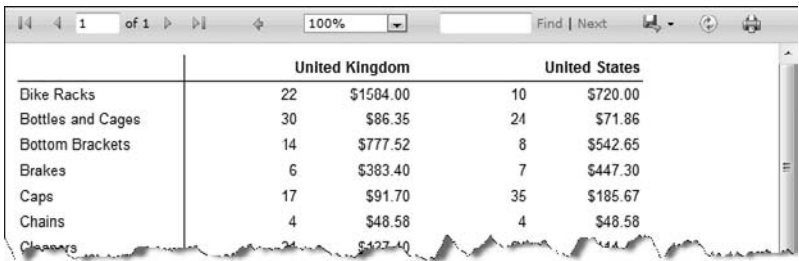 1 of 1 100% Find | Next
United Kingdom United States
Bike Racks 22 $1584.00 10 $720.00
Bottles and Cages 30 $86.35 24 $71.86
Bottom Brackets 14 $777.52 8 $542.65
Brakes 6 $383.40 7 $447.30
Caps 17 $91.70 35 $185.67
Chains 4 $48.58 4 $48.58
Cleaners